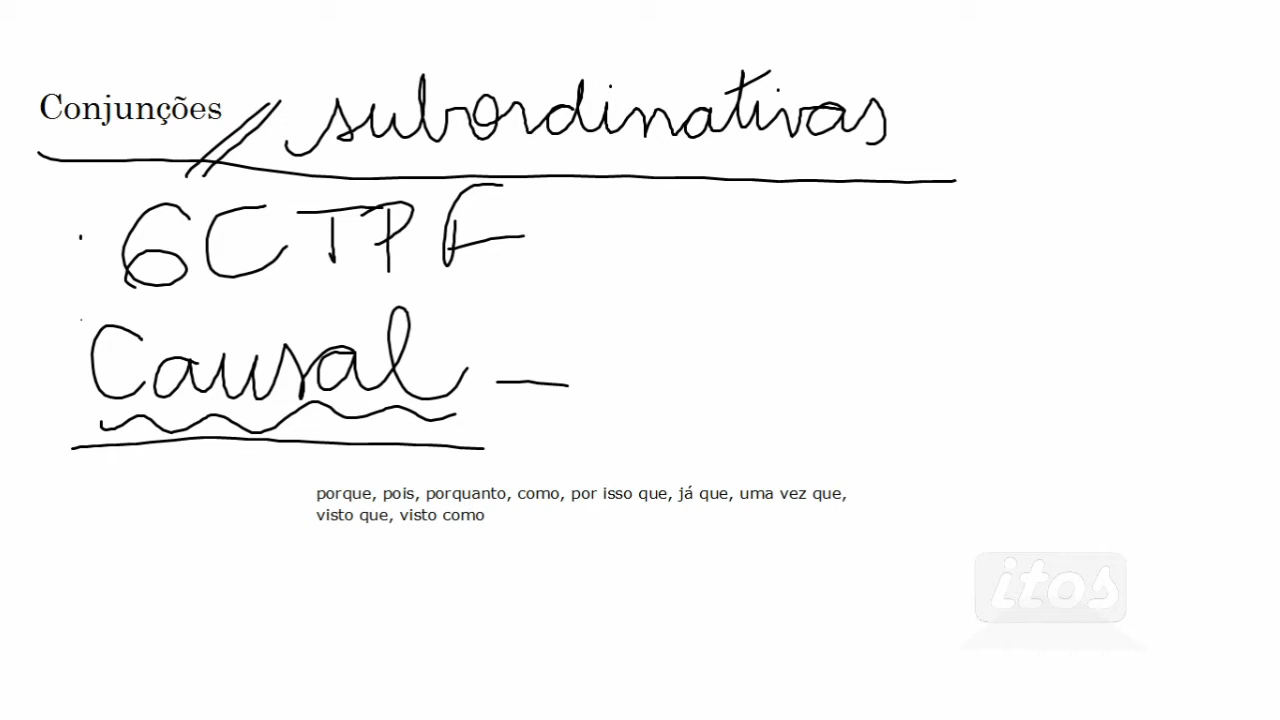 Conjunções // subordinativas
6CTPF
Causal —
porque, pois, porquanto, como, por isso que, já que, uma vez que,
visto que, visto como
itos